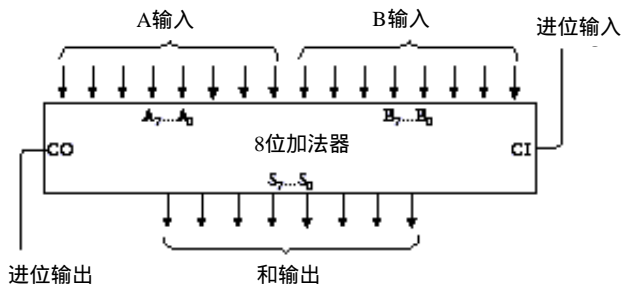 A输入 B输入 进位输入
A₇...A₀ B₇...B₀
CO 8位加法器 CI
S₇...S₀
进位输出 和输出